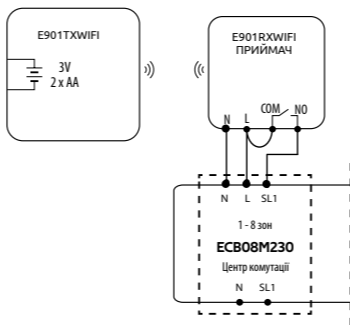 E901TXWIFI
3V
2 x AA
E901RXWIFI
ПРИЙМАЧ
COM NO
N L
N L SL1
1 - 8 зон
ECB08M230
Центр комутації
N SL1